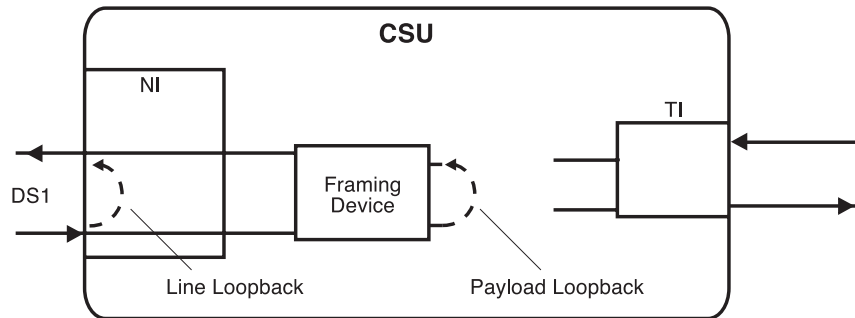 CSU
NI
TI
DS1
Framing
Device
Line Loopback
Payload Loopback